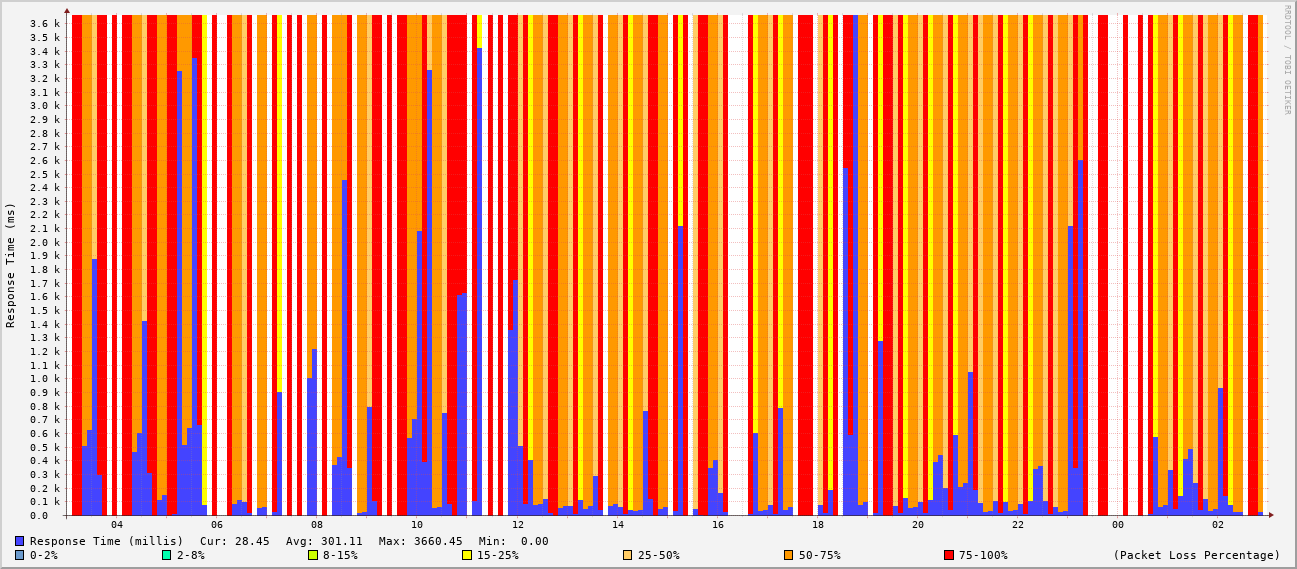 RRDTOOL / TOBI OETIKER
Response Time (ms)
3.6 k
3.5 k
3.4 k
3.3 k
3.2 k
3.1 k
3.0 k
2.9 k
2.8 k
2.7 k
2.6 k
2.5 k
2.4 k
2.3 k
2.2 k
2.1 k
2.0 k
1.9 k
1.8 k
1.7 k
1.6 k
1.5 k
1.4 k
1.3 k
1.2 k
1.1 k
1.0 k
0.9 k
0.8 k
0.7 k
0.6 k
0.5 k
0.4 k
0.3 k
0.2 k
0.1 k
0.0
04 06 08 10 12 14 16 18 20 22 00 02
Response Time (millis) Cur: 28.45 Avg: 301.11 Max: 3660.45 Min: 0.00
0-2% 2-8% 8-15% 15-25% 25-50% 50-75% 75-100% (Packet Loss Percentage)